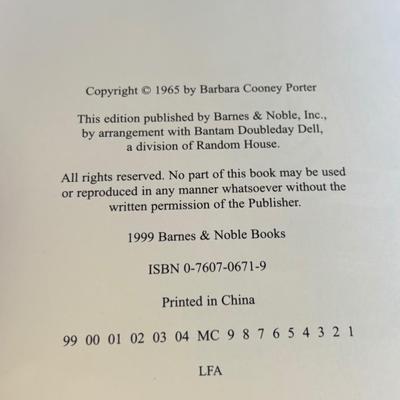 Copyright © 1965 by Barbara Cooney Porter
This edition published by Barnes & Noble, Inc.,
by arrangement with Bantam Doubleday Dell,
a division of Random House.
All rights reserved. No part of this book may be used
or reproduced in any manner whatsoever without the
written permission of the Publisher.
1999 Barnes & Noble Books
ISBN 0-7607-0671-9
Printed in China
99 00 01 02 03 04 MC 9 8 7 6 5 4 3 2 1
LFA